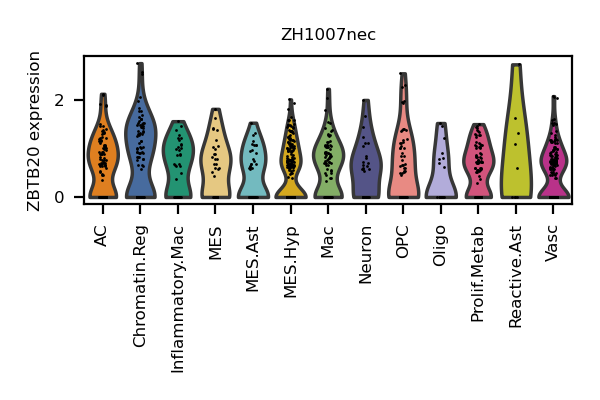 ZH1007nec
ZBTB20 expression
2
0
AC
Chromatin.Reg
Inflammatory.Mac
MES
MES.Ast
MES.Hyp
Mac
Neuron
OPC
Oligo
Prolif.Metab
Reactive.Ast
Vasc